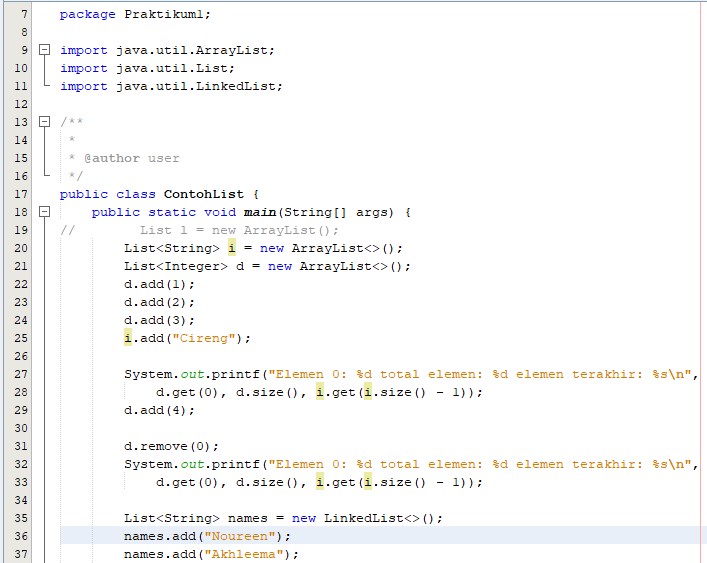 7 package Praktikum1;
8
9 import java.util.ArrayList;
10 import java.util.List;
11 import java.util.LinkedList;
12
13 /**
14 *
15 * @author user
16 */
17 public class ContohList {
18 public static void main(String[] args) {
19 // List l = new ArrayList();
20 List<String> i = new ArrayList<>();
21 List<Integer> d = new ArrayList<>();
22 d.add(1);
23 d.add(2);
24 d.add(3);
25 i.add("Cireng");
26
27 System.out.printf("Elemen 0: %d total elemen: %d elemen terakhir: %s\n",
28 d.get(0), d.size(), i.get(i.size() - 1));
29 d.add(4);
30
31 d.remove(0);
32 System.out.printf("Elemen 0: %d total elemen: %d elemen terakhir: %s\n",
33 d.get(0), d.size(), i.get(i.size() - 1));
34
35 List<String> names = new LinkedList<>();
36 names.add("Noureen");
37 names.add("Akhleema");